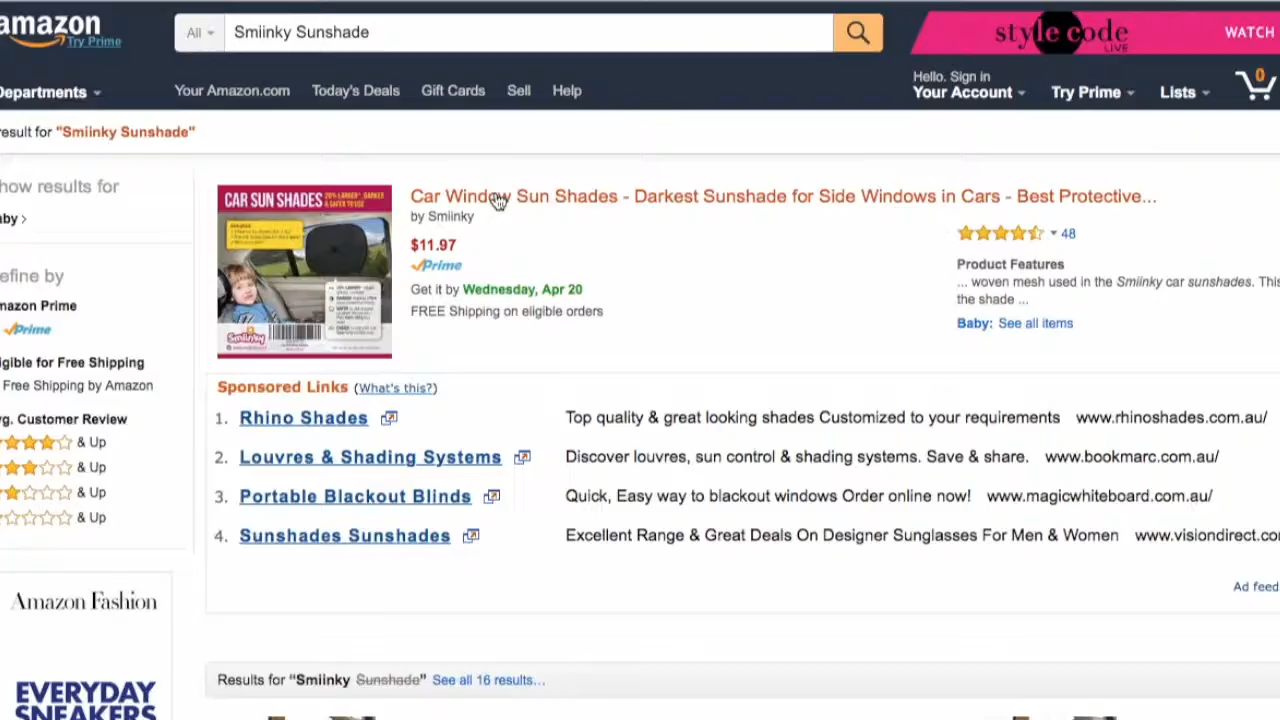 amazon
Try Prime
All
Smiinky Sunshade
style code
LIVE
WATCH
Departments
Your Amazon.com
Today's Deals
Gift Cards
Sell
Help
Hello. Sign in
Your Account
Try Prime
Lists
0
result for "Smiinky Sunshade"
how results for
aby
efine by
mazon Prime
Prime
igible for Free Shipping
Free Shipping by Amazon
vg. Customer Review
& Up
& Up
& Up
& Up
Amazon Fashion
EVERYDAY
SNEAKERS
CAR SUN SHADES
Smiinky
Car Window Sun Shades - Darkest Sunshade for Side Windows in Cars - Best Protective...
by Smiinky
$11.97
Prime
Get it by Wednesday, Apr 20
FREE Shipping on eligible orders
48
Product Features
... woven mesh used in the Smiinky car sunshades. This
the shade ...
Baby: See all items
Sponsored Links (What's this?)
1. Rhino Shades Top quality & great looking shades Customized to your requirements www.rhinoshades.com.au/
2. Louvres & Shading Systems Discover louvres, sun control & shading systems. Save & share. www.bookmarc.com.au/
3. Portable Blackout Blinds Quick, Easy way to blackout windows Order online now! www.magicwhiteboard.com.au/
4. Sunshades Sunshades Excellent Range & Great Deals On Designer Sunglasses For Men & Women www.visiondirect.co
Ad feed
Results for "Smiinky Sunshade" See all 16 results...